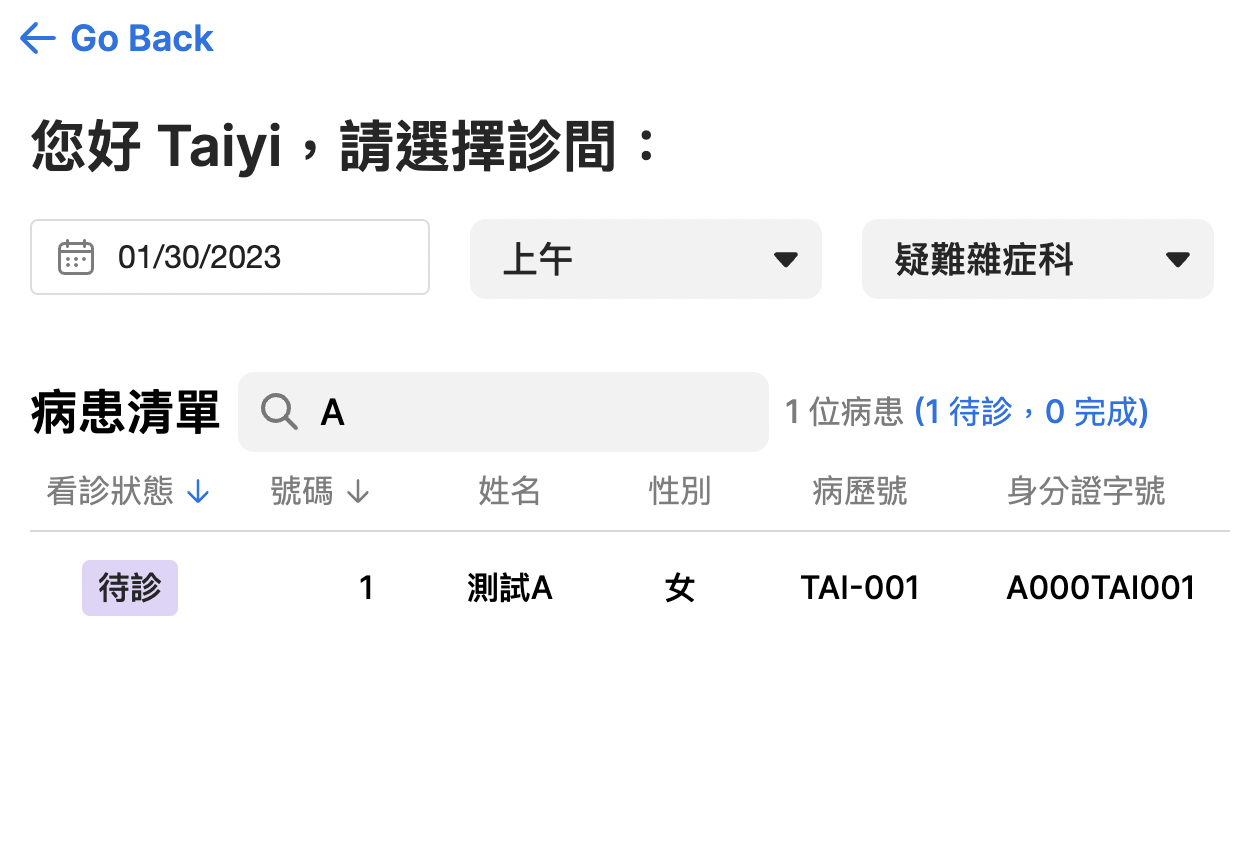 Go Back
您好 Taiyi，請選擇診間：
01/30/2023 上午 疑難雜症科
病患清單 A 1 位病患 (1 待診，0 完成)
看診狀態 號碼 姓名 性別 病歷號 身分證字號
待診 1 測試A 女 TAI-001 A000TAI001